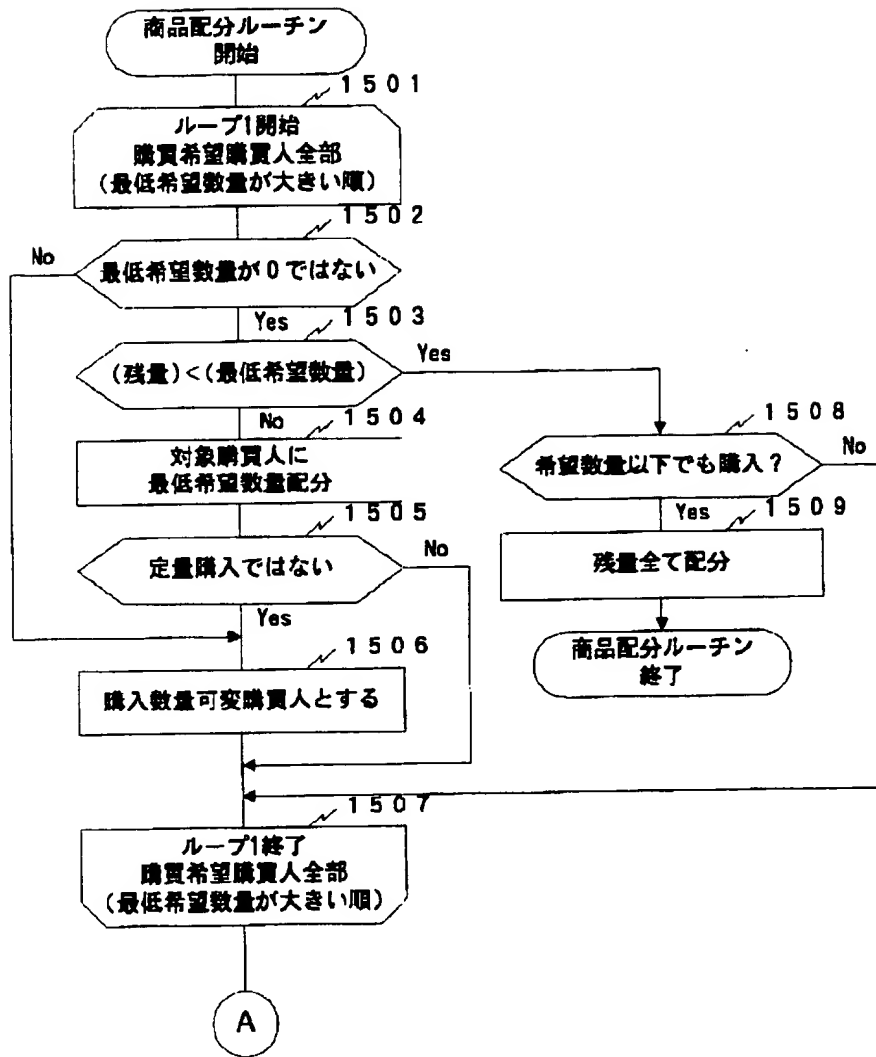 商品配分ルーチン
開始
1501
ループ1開始
購買希望購買人全部
(最低希望数量が大きい順)
1502
No
最低希望数量が0ではない
Yes
1503
(残量)<(最低希望数量)
Yes
No
1504
対象購買人に
最低希望数量配分
1505
定量購入ではない
No
Yes
1506
購入数量可変購買人とする
1507
ループ1終了
購買希望購買人全部
(最低希望数量が大きい順)
A
1508
希望数量以下でも購入?
No
Yes
1509
残量全て配分
商品配分ルーチン
終了